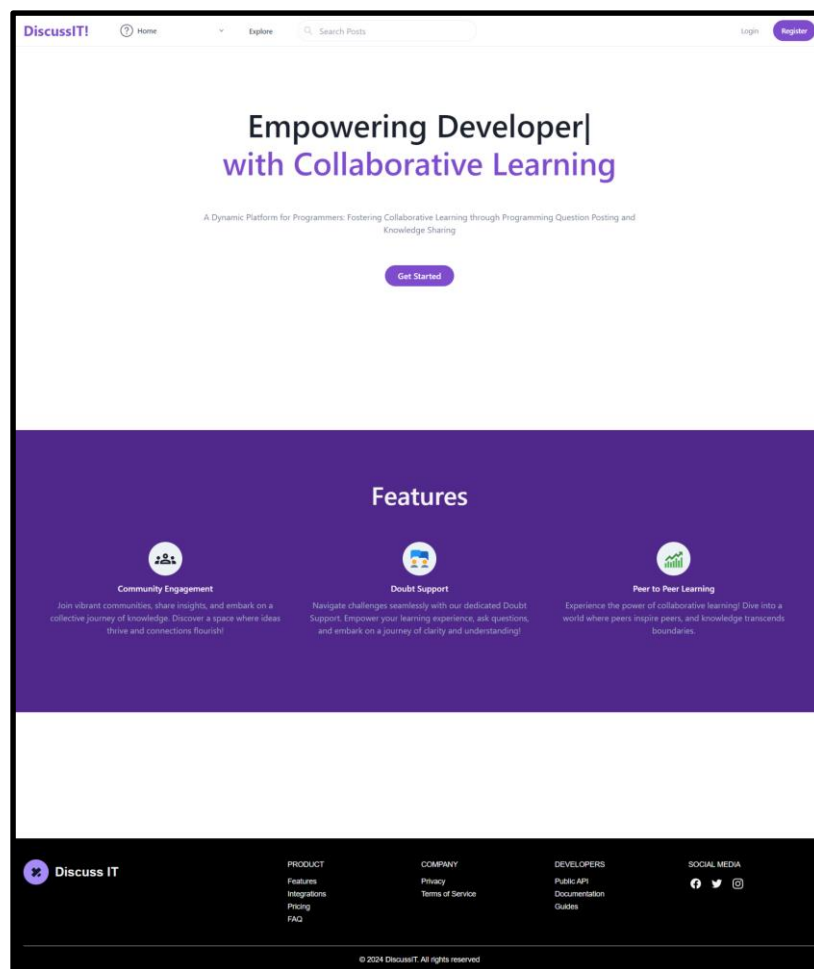 DiscussIT!
? Home
Explore
Search Posts
Login
Register
Empowering Developer|
with Collaborative Learning
A Dynamic Platform for Programmers: Fostering Collaborative Learning through Programming Question Posting and
Knowledge Sharing
Get Started
Features
Community Engagement
Join vibrant communities, share insights, and embark on a
collective journey of knowledge. Discover a space where ideas
thrive and connections flourish!
Doubt Support
Navigate challenges seamlessly with our dedicated Doubt
Support. Empower your learning experience, ask questions,
and embark on a journey of clarity and understanding!
Peer to Peer Learning
Experience the power of collaborative learning! Dive into a
world where peers inspire peers, and knowledge transcends
boundaries.
Discuss IT
PRODUCT
Features
Integrations
Pricing
FAQ
COMPANY
Privacy
Terms of Service
DEVELOPERS
Public API
Documentation
Guides
SOCIAL MEDIA
© 2024 DiscussIT. All rights reserved